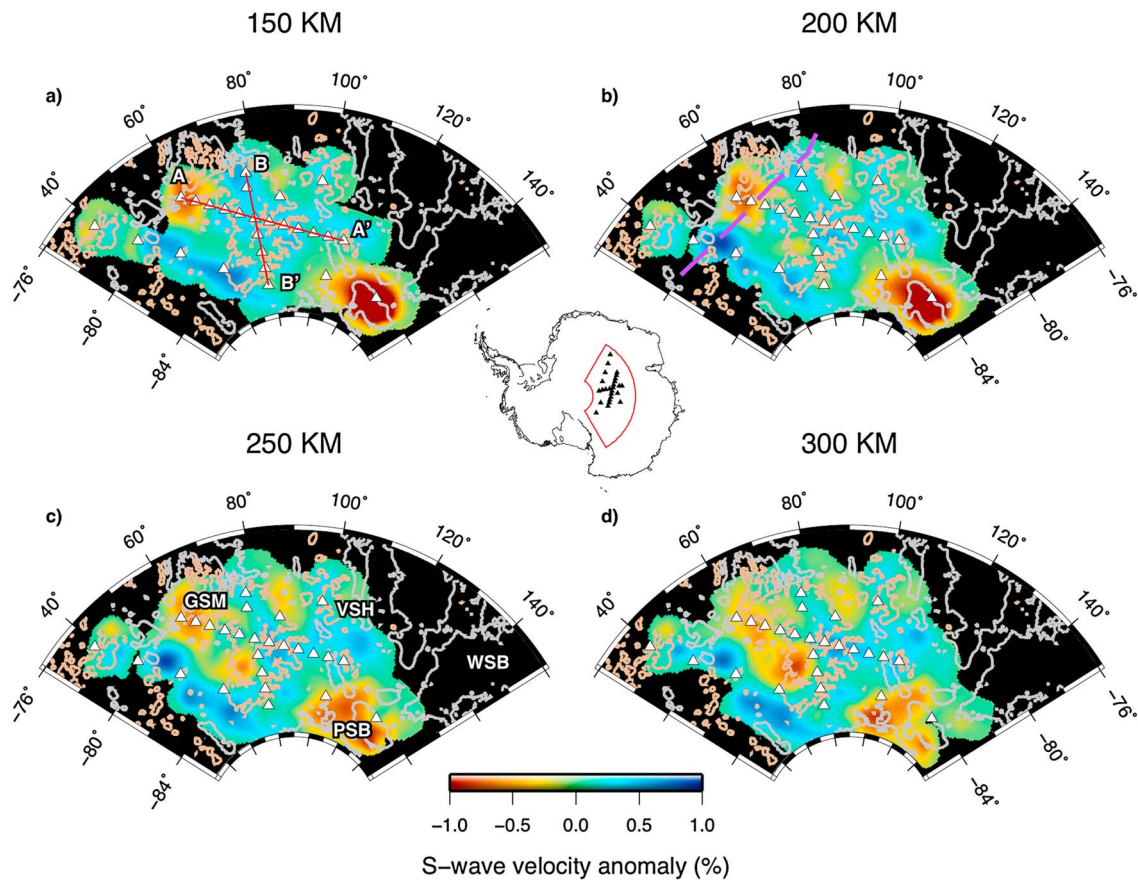 150 KM
200 KM
a)
80°
100°
60°
120°
40°
140°
A
B
A'
B'
−76°
−80°
−84°
b)
80°
100°
60°
120°
40°
140°
−76°
−80°
−84°
250 KM
300 KM
c)
80°
100°
60°
120°
40°
140°
GSM
VSH
WSB
PSB
−76°
−80°
−84°
d)
80°
100°
60°
120°
40°
140°
−76°
−80°
−84°
−1.0 −0.5 0.0 0.5 1.0
S−wave velocity anomaly (%)